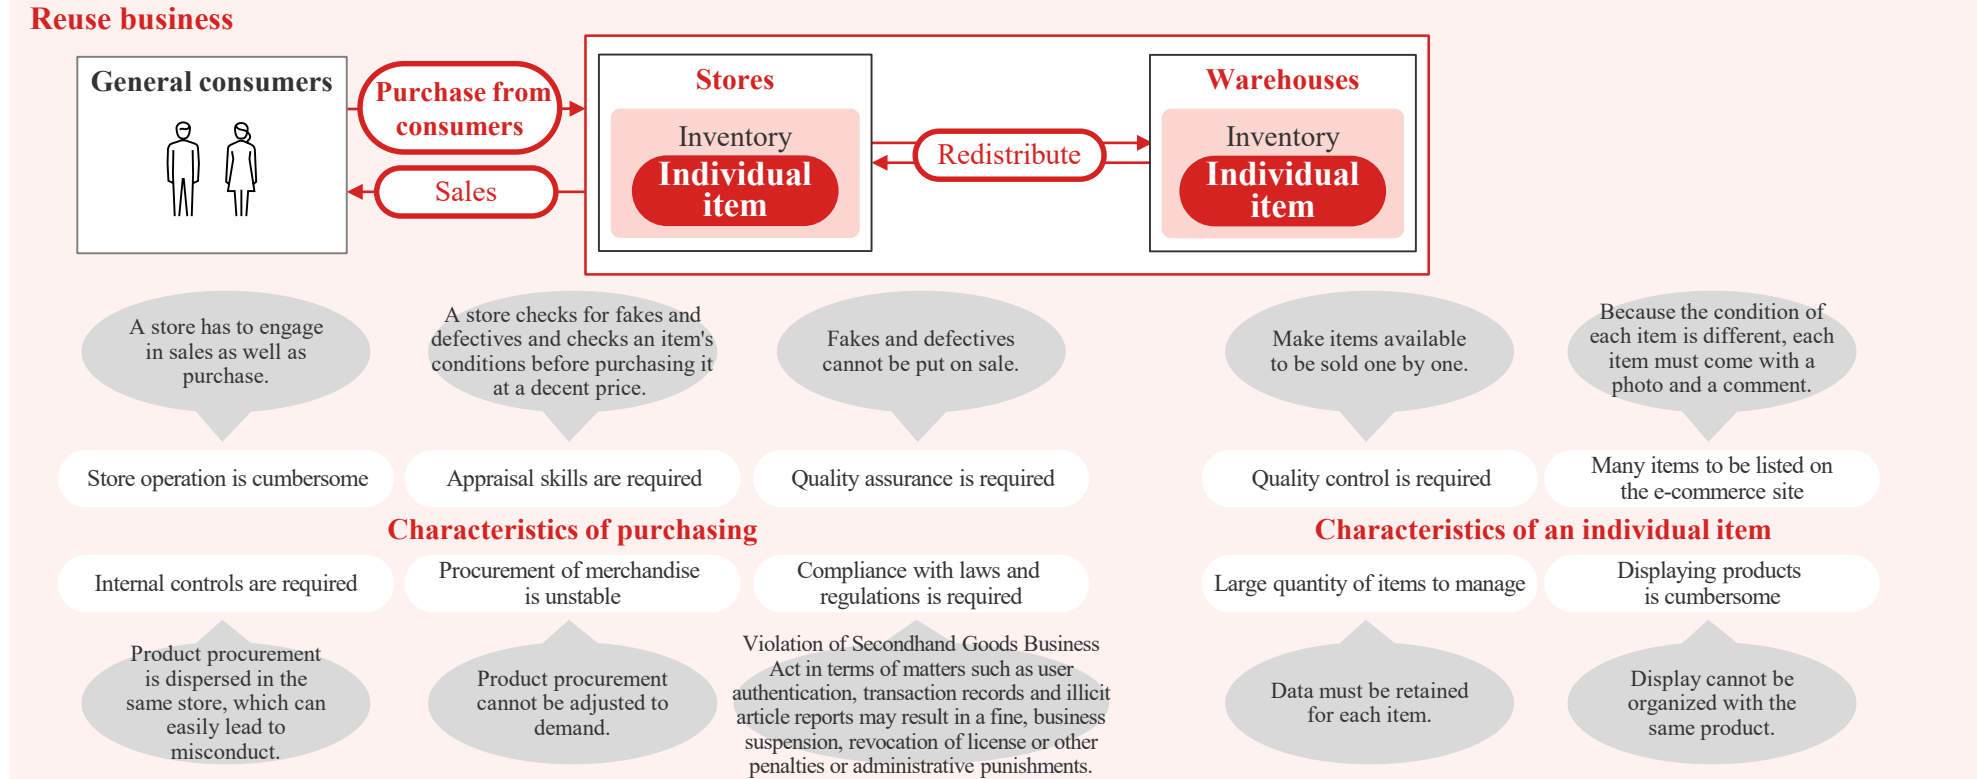 Reuse business
General consumers
Purchase from
consumers
Sales
Stores
Inventory
Individual
item
Redistribute
Warehouses
Inventory
Individual
item
A store has to engage
in sales as well as
purchase.
A store checks for fakes and
defectives and checks an item's
conditions before purchasing it
at a decent price.
Fakes and defectives
cannot be put on sale.
Make items available
to be sold one by one.
Because the condition of
each item is different, each
item must come with a
photo and a comment.
Store operation is cumbersome
Appraisal skills are required
Quality assurance is required
Quality control is required
Many items to be listed on
the e-commerce site
Characteristics of purchasing
Characteristics of an individual item
Internal controls are required
Procurement of merchandise
is unstable
Compliance with laws and
regulations is required
Large quantity of items to manage
Displaying products
is cumbersome
Product procurement
is dispersed in the
same store, which can
easily lead to
misconduct.
Product procurement
cannot be adjusted to
demand.
Violation of Secondhand Goods Business
Act in terms of matters such as user
authentication, transaction records and illicit
article reports may result in a fine, business
suspension, revocation of license or other
penalties or administrative punishments.
Data must be retained
for each item.
Display cannot be
organized with the
same product.